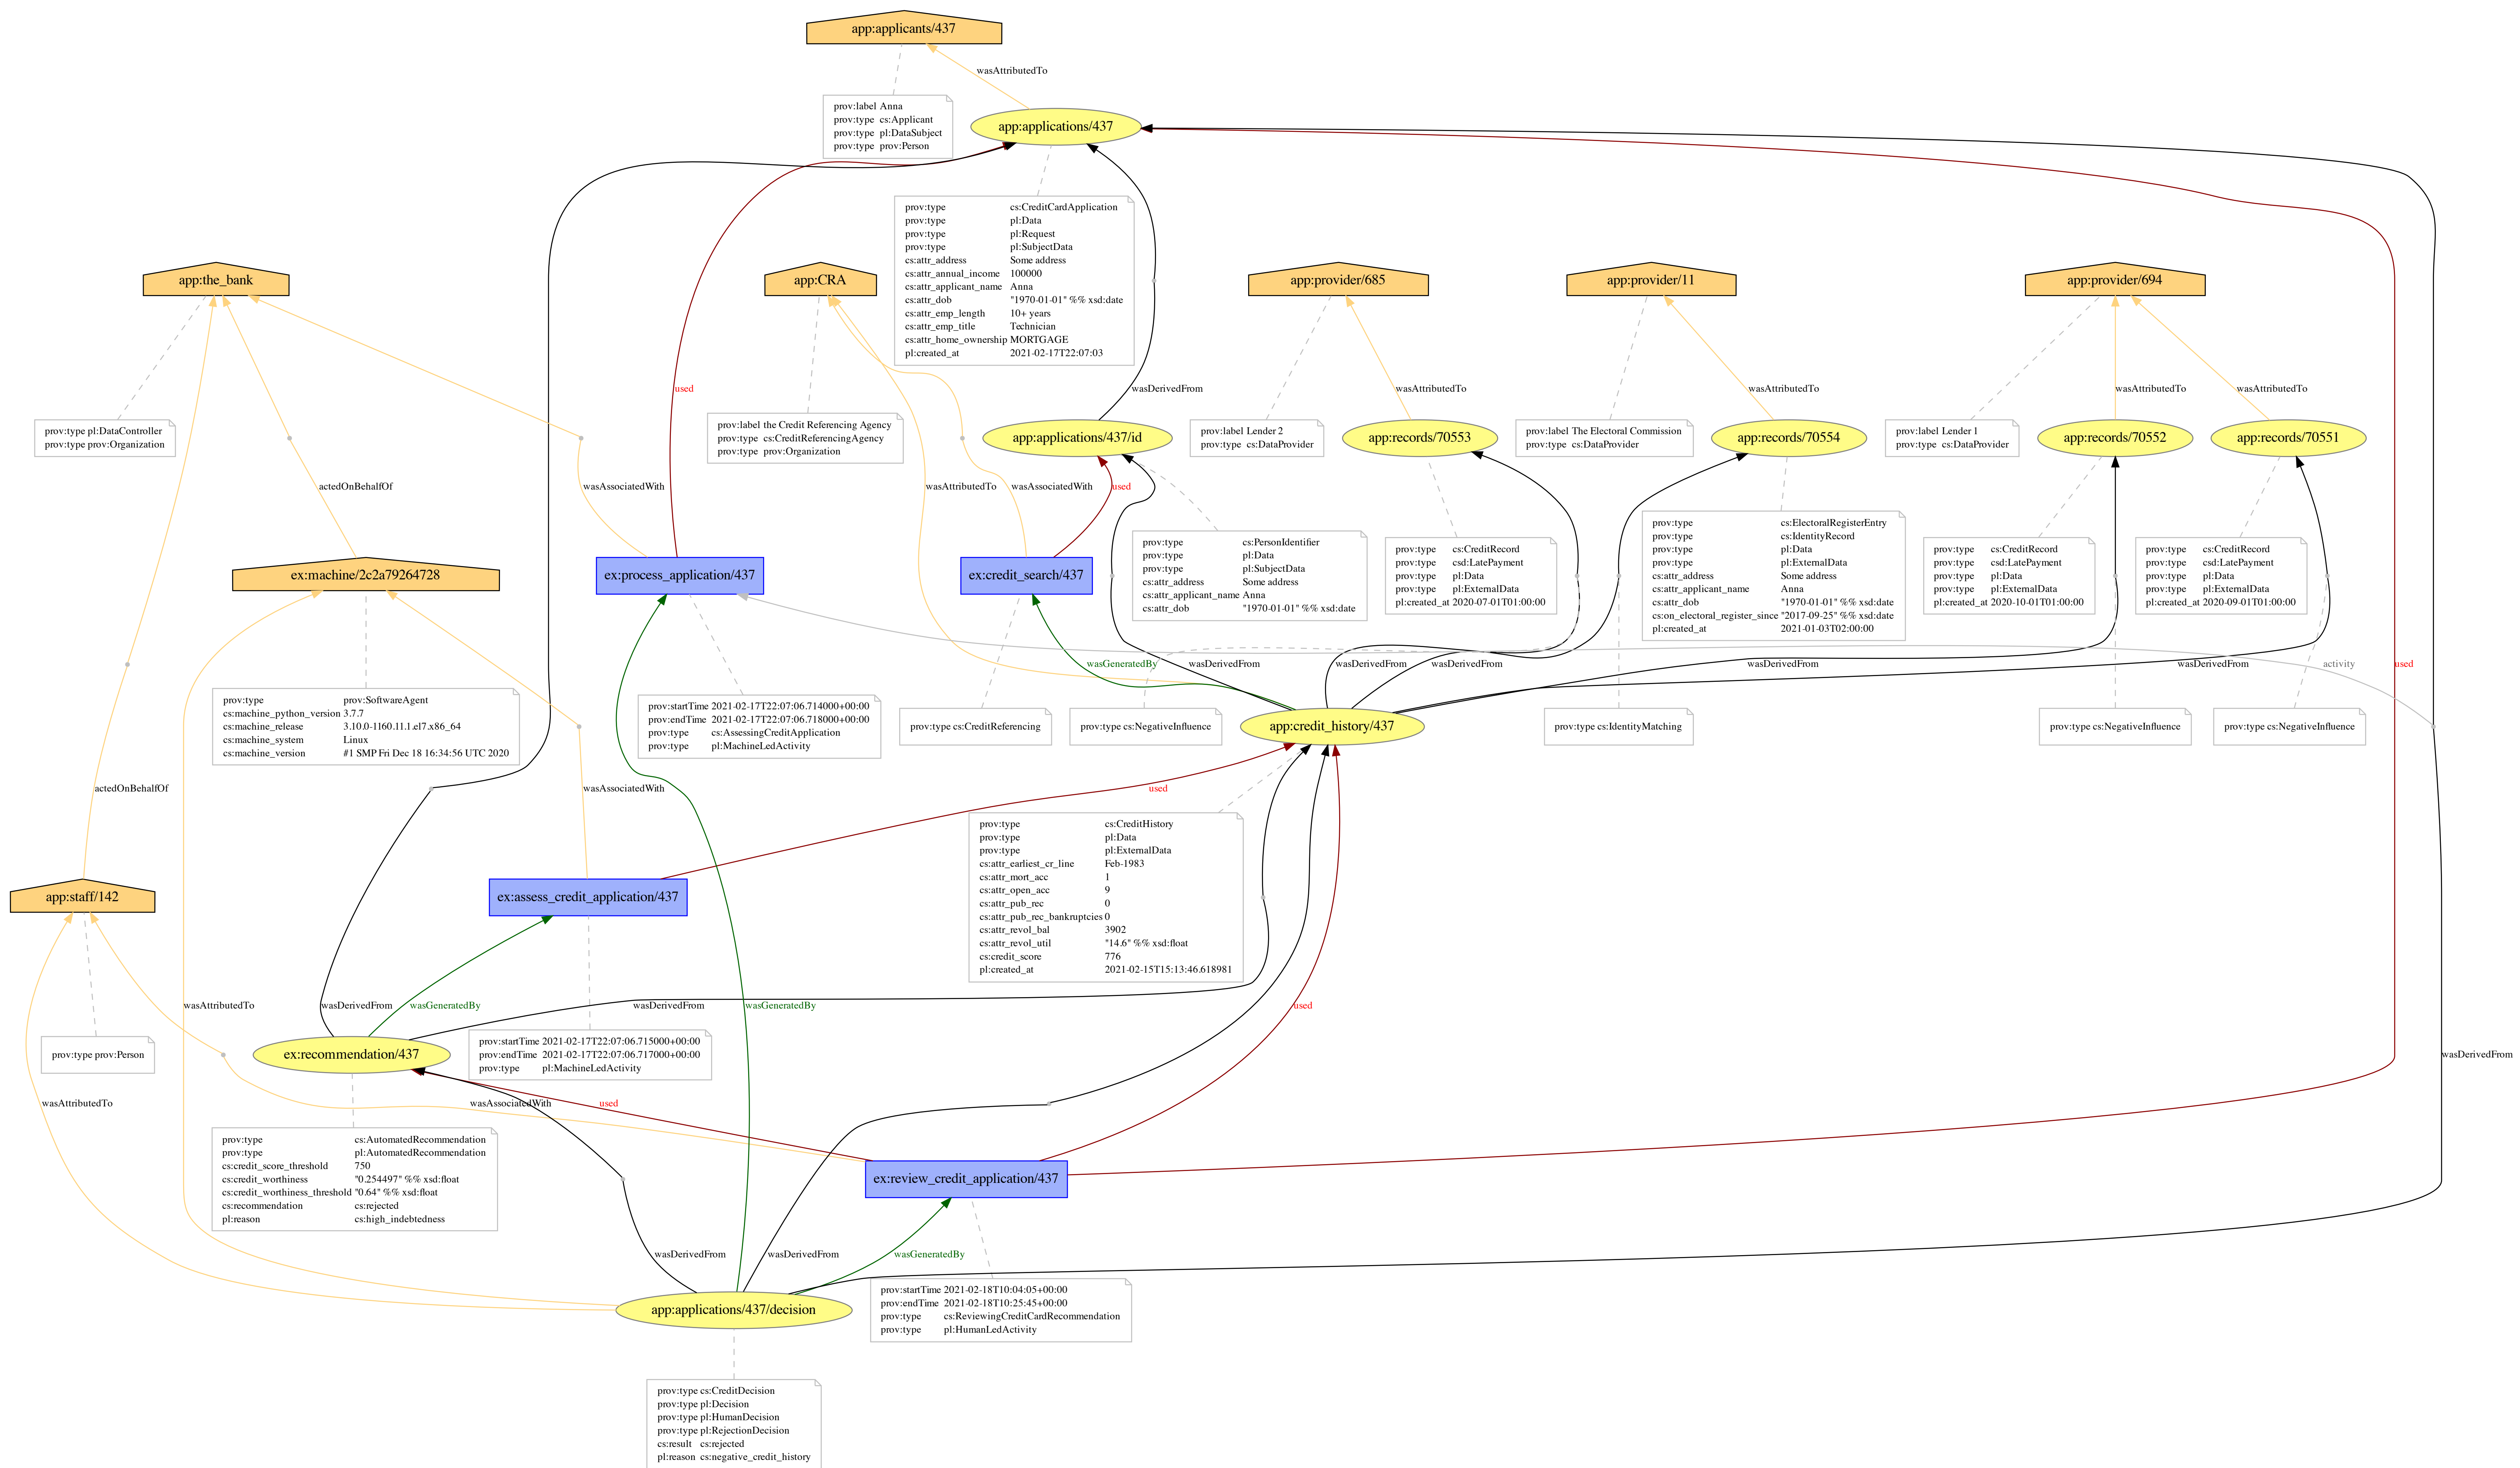 app:applicants/437
wasAttributedTo
prov:label Anna
prov:type cs:Applicant
prov:type pl:DataSubject
prov:type prov:Person
app:applications/437
prov:type cs:CreditCardApplication
prov:type pl:Data
prov:type pl:Request
prov:type pl:SubjectData
cs:attr_address Some address
cs:attr_annual_income 100000
cs:attr_applicant_name Anna
cs:attr_dob "1970-01-01" %% xsd:date
cs:attr_emp_length 10+ years
cs:attr_emp_title Technician
cs:attr_home_ownership MORTGAGE
pl:created_at 2021-02-17T22:07:03
app:the_bank
app:CRA
app:provider/685
app:provider/11
app:provider/694
used
wasDerivedFrom
wasAttributedTo
wasAttributedTo
wasAttributedTo
wasAttributedTo
prov:type pl:DataController
prov:type prov:Organization
prov:label the Credit Referencing Agency
prov:type cs:CreditReferencingAgency
prov:type prov:Organization
app:applications/437/id
prov:label Lender 2
prov:type cs:DataProvider
app:records/70553
prov:label The Electoral Commission
prov:type cs:DataProvider
app:records/70554
prov:label Lender 1
prov:type cs:DataProvider
app:records/70552
app:records/70551
actedOnBehalfOf
wasAssociatedWith
wasAttributedTo
wasAssociatedWith
used
ex:machine/2c2a79264728
ex:process_application/437
ex:credit_search/437
prov:type cs:PersonIdentifier
prov:type pl:Data
prov:type pl:SubjectData
cs:attr_address Some address
cs:attr_applicant_name Anna
cs:attr_dob "1970-01-01" %% xsd:date
prov:type cs:CreditRecord
prov:type csd:LatePayment
prov:type pl:Data
prov:type pl:ExternalData
pl:created_at 2020-07-01T01:00:00
prov:type cs:ElectoralRegisterEntry
prov:type cs:IdentityRecord
prov:type pl:Data
prov:type pl:ExternalData
cs:attr_address Some address
cs:attr_applicant_name Anna
cs:attr_dob "1970-01-01" %% xsd:date
cs:on_electoral_register_since "2017-09-25" %% xsd:date
pl:created_at 2021-01-03T02:00:00
prov:type cs:CreditRecord
prov:type csd:LatePayment
prov:type pl:Data
prov:type pl:ExternalData
pl:created_at 2020-10-01T01:00:00
prov:type cs:CreditRecord
prov:type csd:LatePayment
prov:type pl:Data
prov:type pl:ExternalData
pl:created_at 2020-09-01T01:00:00
wasGeneratedBy
wasDerivedFrom
wasDerivedFrom
wasDerivedFrom
wasDerivedFrom
wasDerivedFrom
activity
used
prov:type prov:SoftwareAgent
cs:machine_python_version 3.7.7
cs:machine_release 3.10.0-1160.11.1.el7.x86_64
cs:machine_system Linux
cs:machine_version #1 SMP Fri Dec 18 16:34:56 UTC 2020
prov:startTime 2021-02-17T22:07:06.714000+00:00
prov:endTime 2021-02-17T22:07:06.718000+00:00
prov:type cs:AssessingCreditApplication
prov:type pl:MachineLedActivity
prov:type cs:CreditReferencing
prov:type cs:NegativeInfluence
app:credit_history/437
prov:type cs:IdentityMatching
prov:type cs:NegativeInfluence
prov:type cs:NegativeInfluence
actedOnBehalfOf
wasAssociatedWith
used
app:staff/142
ex:assess_credit_application/437
prov:type cs:CreditHistory
prov:type pl:Data
prov:type pl:ExternalData
cs:attr_earliest_cr_line Feb-1983
cs:attr_mort_acc 1
cs:attr_open_acc 9
cs:attr_pub_rec 0
cs:attr_pub_rec_bankruptcies 0
cs:attr_revol_bal 3902
cs:attr_revol_util "14.6" %% xsd:float
cs:credit_score 776
pl:created_at 2021-02-15T15:13:46.618981
wasAttributedTo
wasDerivedFrom
wasGeneratedBy
wasDerivedFrom
wasGeneratedBy
used
prov:type prov:Person
ex:recommendation/437
prov:startTime 2021-02-17T22:07:06.715000+00:00
prov:endTime 2021-02-17T22:07:06.717000+00:00
prov:type pl:MachineLedActivity
wasDerivedFrom
wasAttributedTo
wasAssociatedWith
used
prov:type cs:AutomatedRecommendation
prov:type pl:AutomatedRecommendation
cs:credit_score_threshold 750
cs:credit_worthiness "0.254497" %% xsd:float
cs:credit_worthiness_threshold "0.64" %% xsd:float
cs:recommendation cs:rejected
pl:reason cs:high_indebtedness
ex:review_credit_application/437
wasDerivedFrom
wasDerivedFrom
wasGeneratedBy
app:applications/437/decision
prov:startTime 2021-02-18T10:04:05+00:00
prov:endTime 2021-02-18T10:25:45+00:00
prov:type cs:ReviewingCreditCardRecommendation
prov:type pl:HumanLedActivity
prov:type cs:CreditDecision
prov:type pl:Decision
prov:type pl:HumanDecision
prov:type pl:RejectionDecision
cs:result cs:rejected
pl:reason cs:negative_credit_history